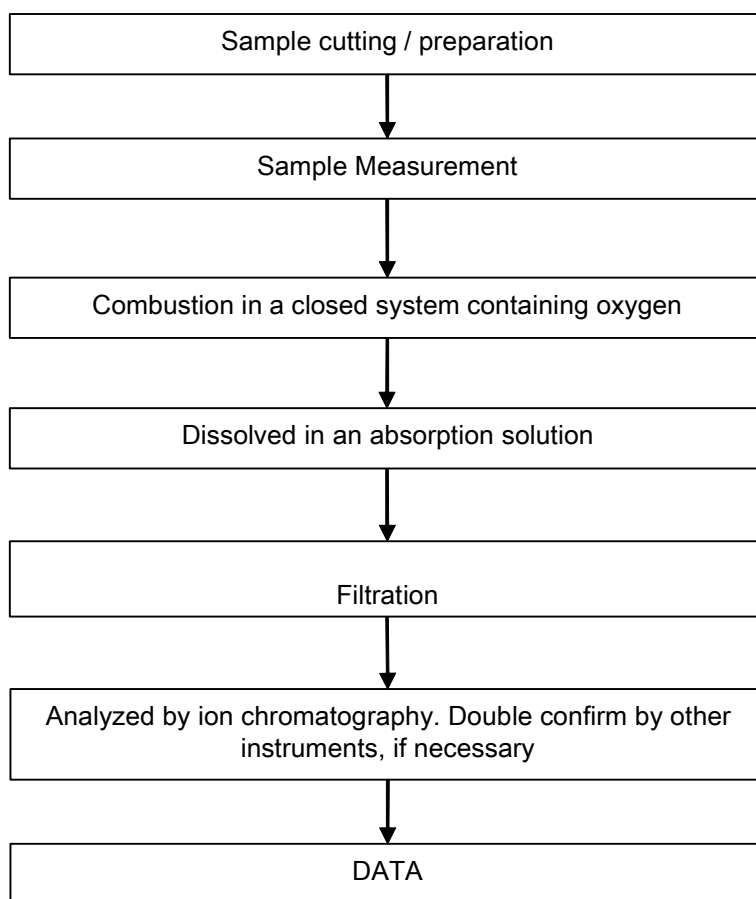 Sample cutting / preparation
Sample Measurement
Combustion in a closed system containing oxygen
Dissolved in an absorption solution
Filtration
Analyzed by ion chromatography. Double confirm by other
instruments, if necessary
DATA